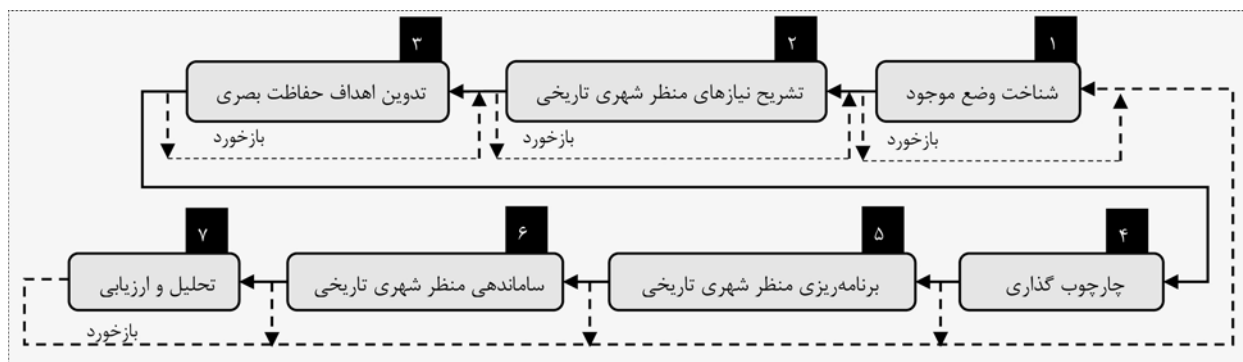 ۱
شناخت وضع موجود
بازخورد
۲
تشریح نیازهای منظر شهری تاریخی
بازخورد
۳
تدوین اهداف حفاظت بصری
بازخورد
۴
چارچوب گذاری
۵
برنامه‌ریزی منظر شهری تاریخی
۶
ساماندهی منظر شهری تاریخی
۷
تحلیل و ارزیابی
بازخورد